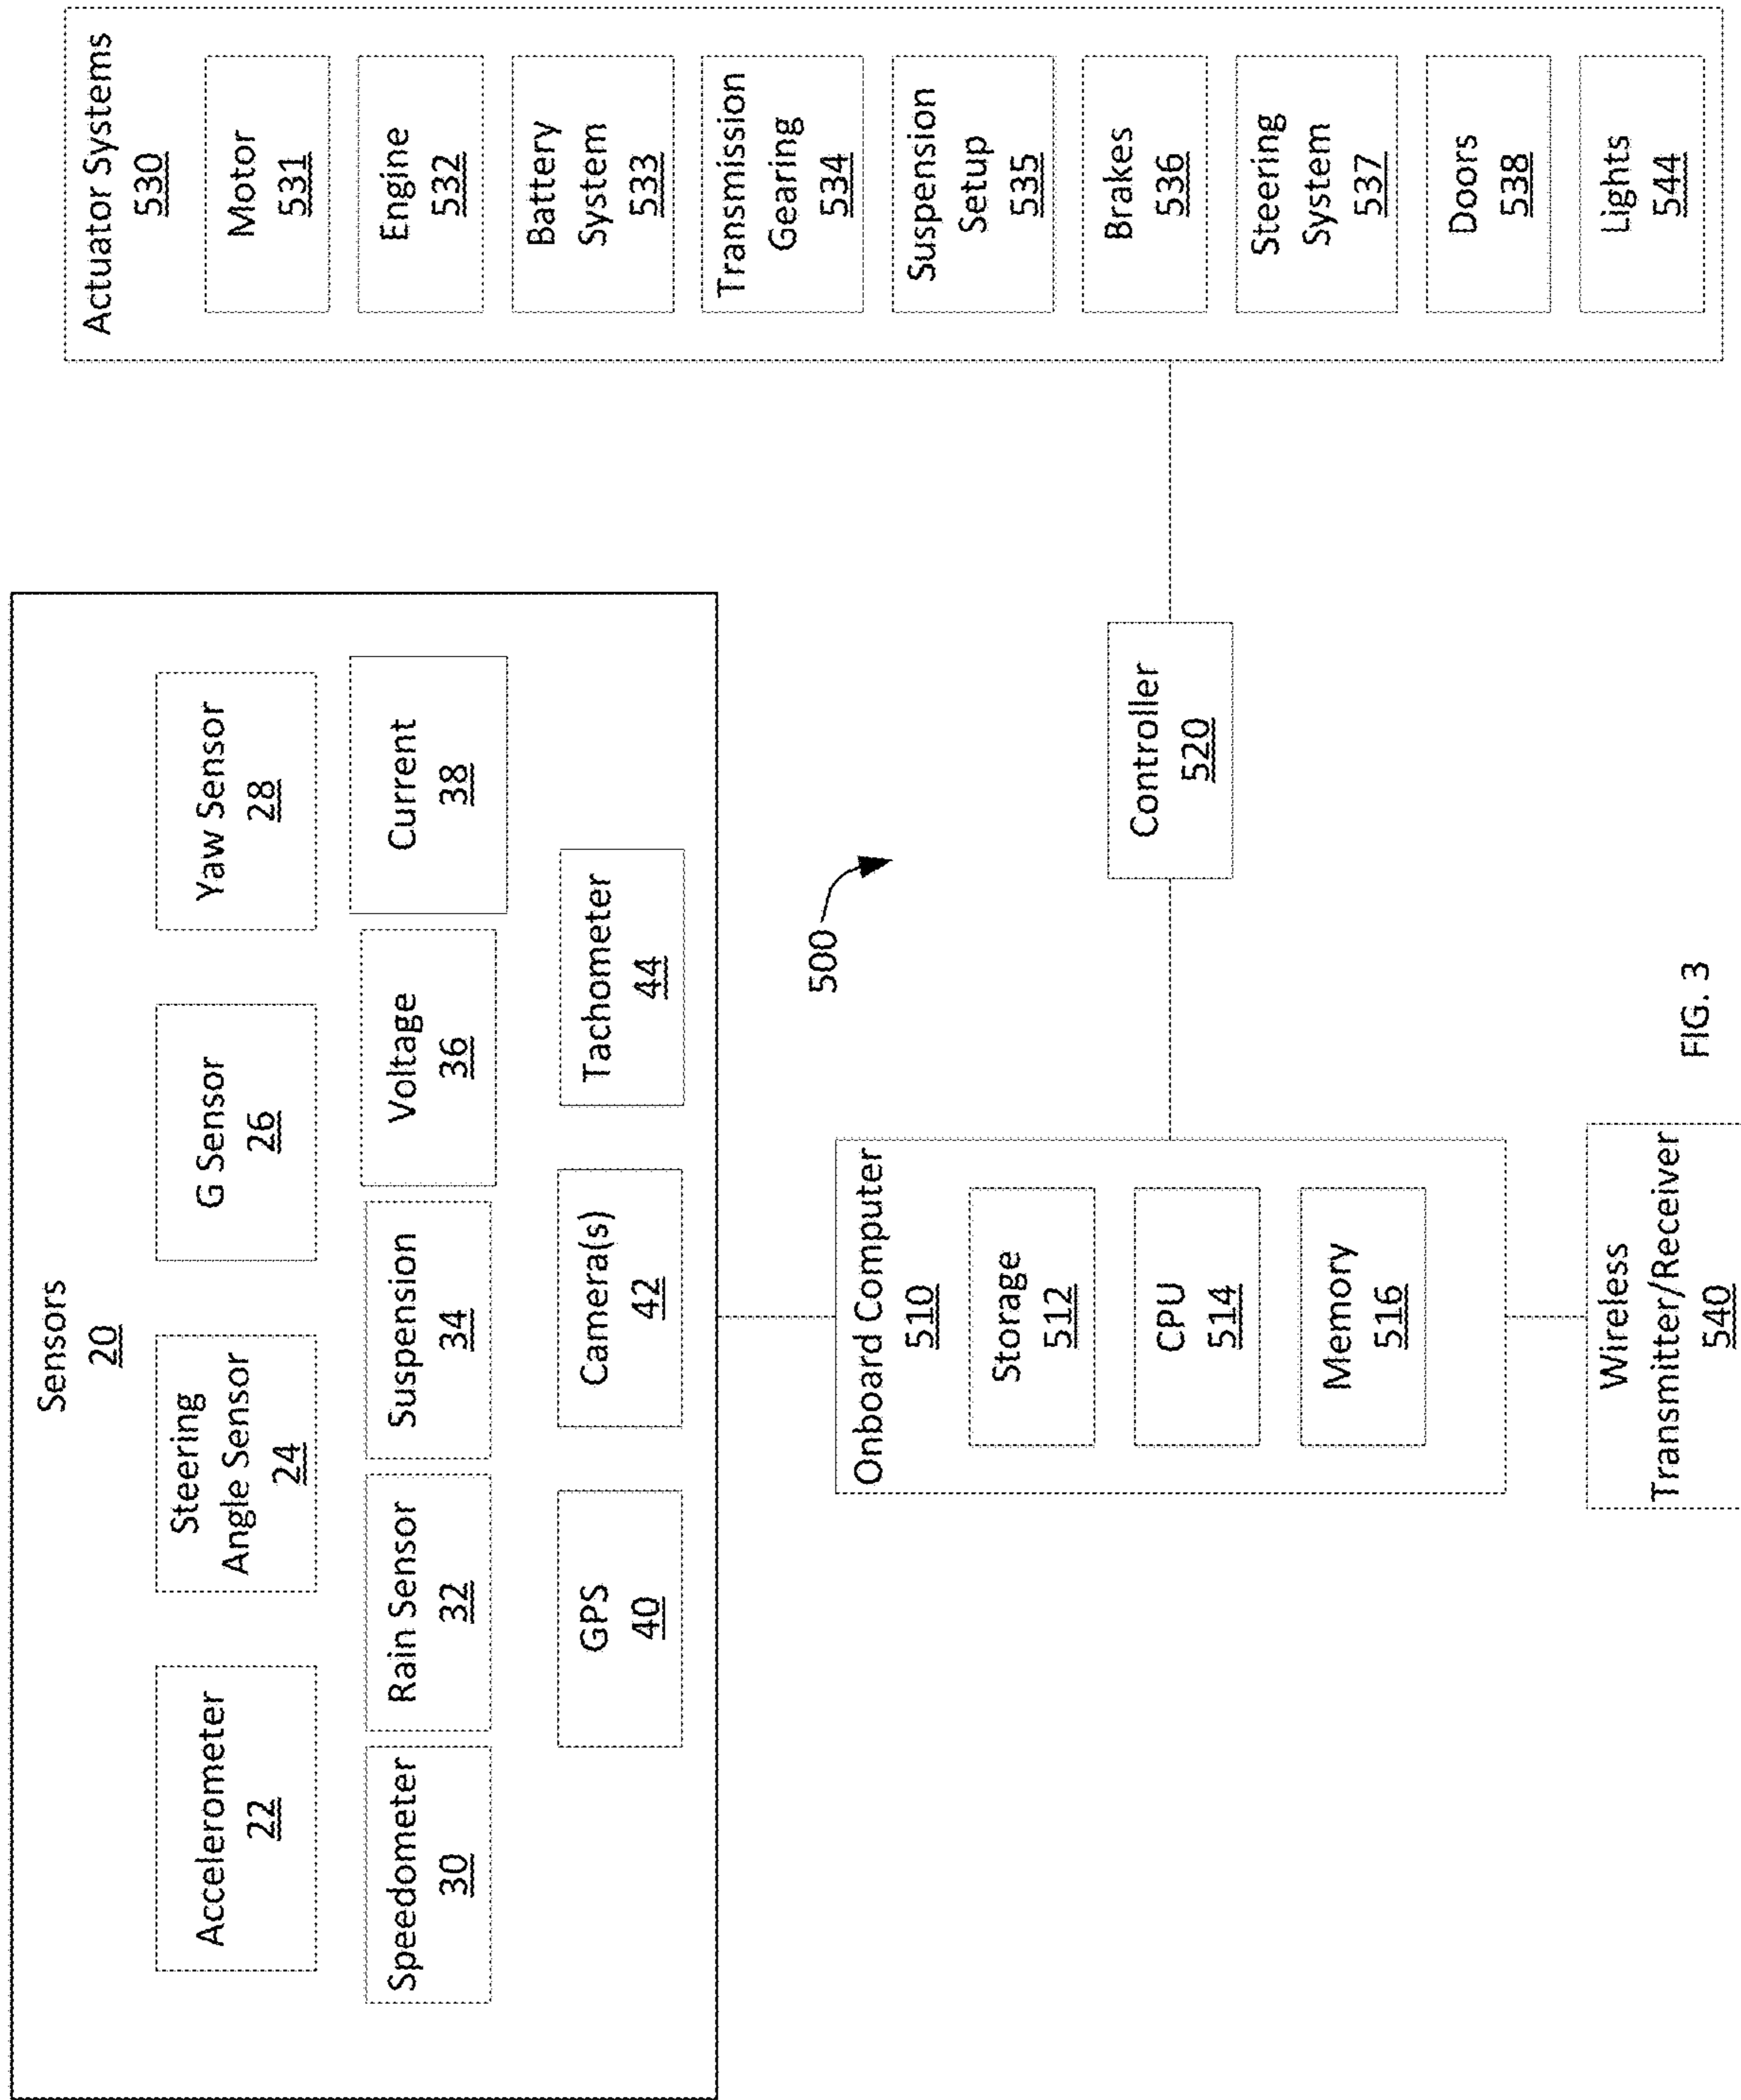 Sensors
20
Accelerometer
22
Steering
Angle Sensor
24
G Sensor
26
Yaw Sensor
28
Speedometer
30
Rain Sensor
32
Suspension
34
Voltage
36
Current
38
GPS
40
Camera(s)
42
Tachometer
44
500
Onboard Computer
510
Storage
512
CPU
514
Memory
516
Wireless
Transmitter/Receiver
540
Controller
520
Actuator Systems
530
Motor
531
Engine
532
Battery
System
533
Transmission
Gearing
534
Suspension
Setup
535
Brakes
536
Steering
System
537
Doors
538
Lights
544
FIG. 3